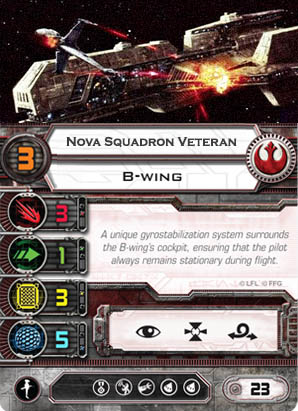 Nova Squadron Veteran
3
B-wing
3
A unique gyrostabilization system surrounds
the B-wing's cockpit, ensuring that the pilot
always remains stationary during flight.
1
© LFL © FFG
3
5
23